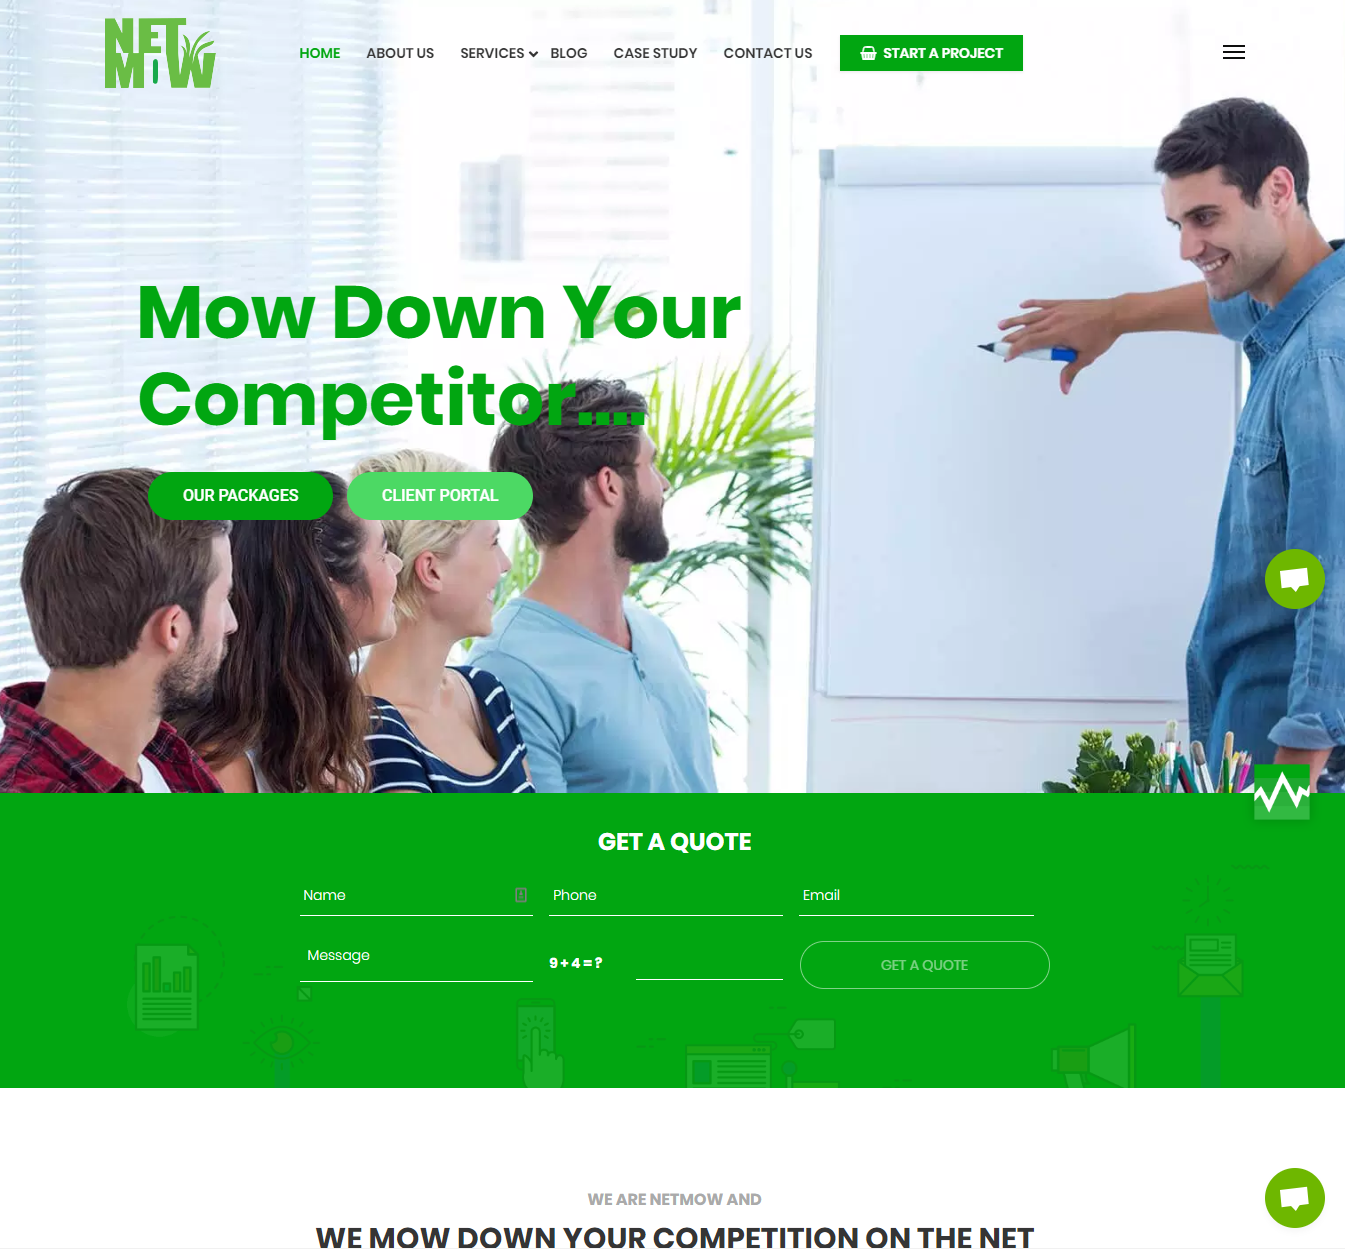 NET
MOW
HOME ABOUT US SERVICES BLOG CASE STUDY CONTACT US START A PROJECT
Mow Down Your
Competitor....
OUR PACKAGES CLIENT PORTAL
GET A QUOTE
Name Phone Email
Message 9+4=? GET A QUOTE
WE ARE NETMOW AND
WE MOW DOWN YOUR COMPETITION ON THE NET